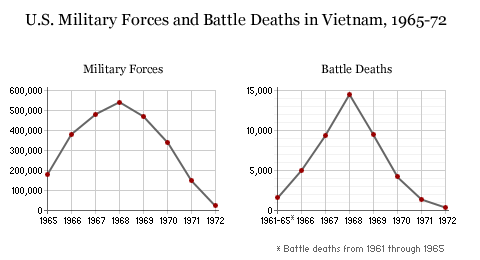 U.S. Military Forces and Battle Deaths in Vietnam, 1965-72
Military Forces
600,000
500,000
400,000
300,000
200,000
100,000
0
1965 1966 1967 1968 1969 1970 1971 1972
Battle Deaths
15,000
10,000
5,000
0
1961-65* 1966 1967 1968 1969 1970 1971 1972
* Battle deaths from 1961 through 1965